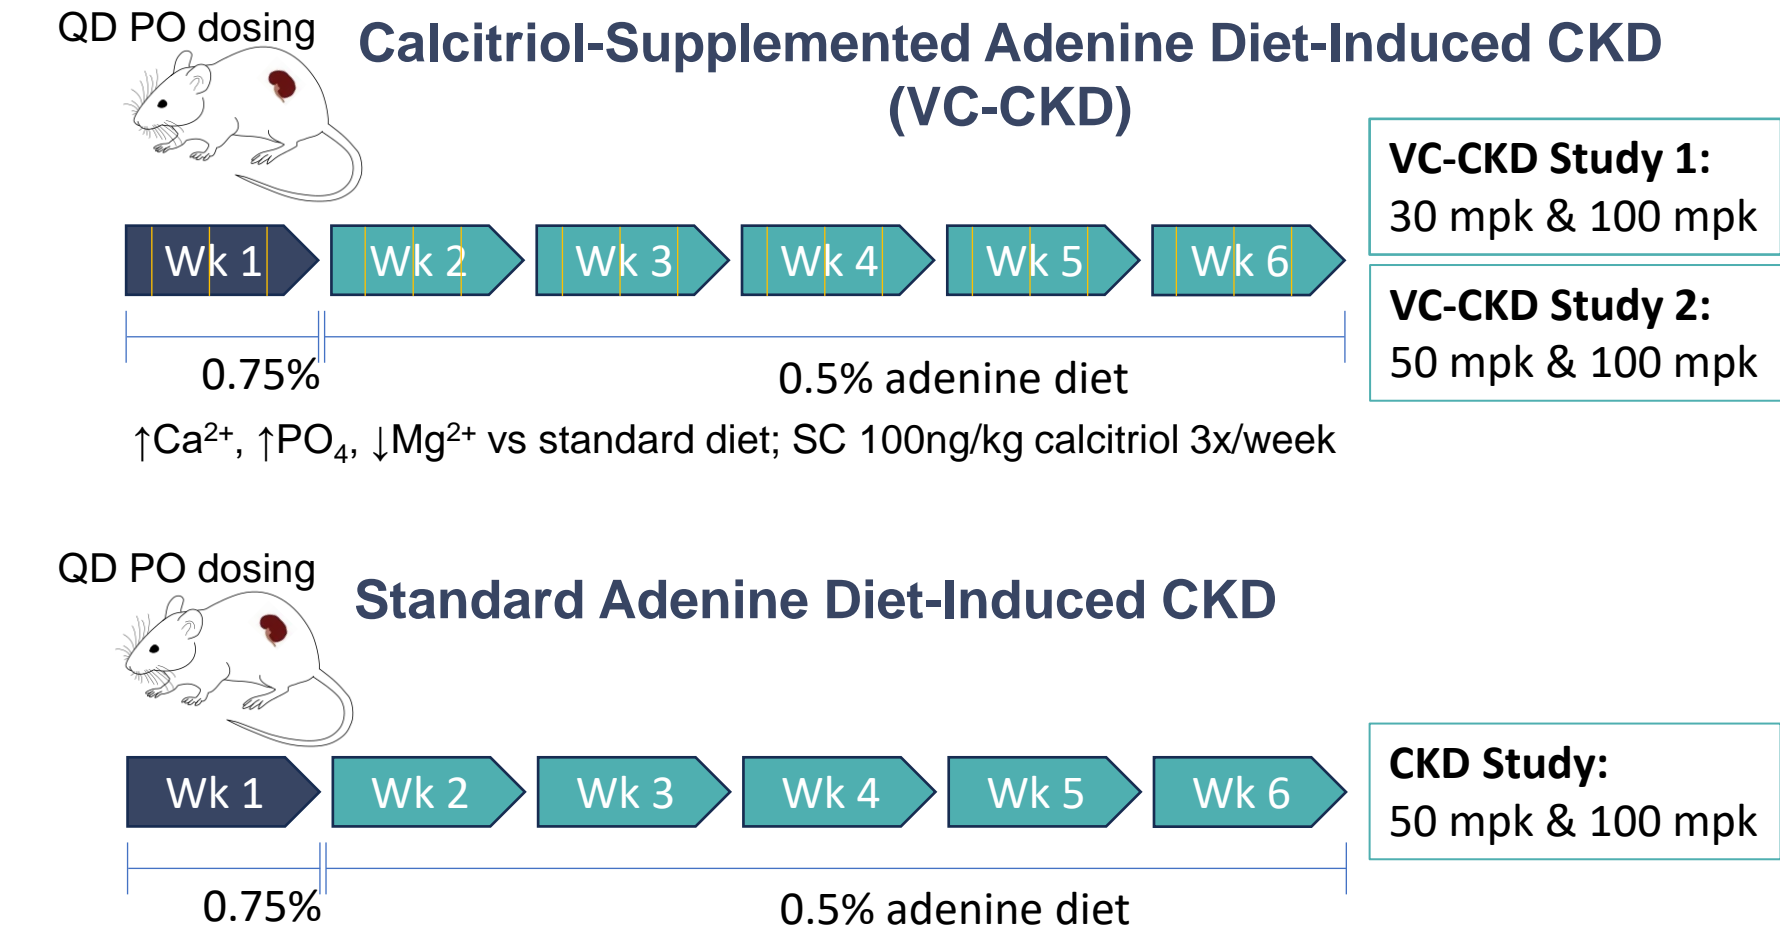 QD PO dosing
Calcitriol-Supplemented Adenine Diet-Induced CKD
(VC-CKD)
VC-CKD Study 1:
30 mpk & 100 mpk
Wk 1 Wk 2 Wk 3 Wk 4 Wk 5 Wk 6
VC-CKD Study 2:
50 mpk & 100 mpk
0.75% 0.5% adenine diet
↑Ca²⁺, ↑PO₄, ↓Mg²⁺ vs standard diet; SC 100ng/kg calcitriol 3x/week
QD PO dosing
Standard Adenine Diet-Induced CKD
Wk 1 Wk 2 Wk 3 Wk 4 Wk 5 Wk 6
CKD Study:
50 mpk & 100 mpk
0.75% 0.5% adenine diet